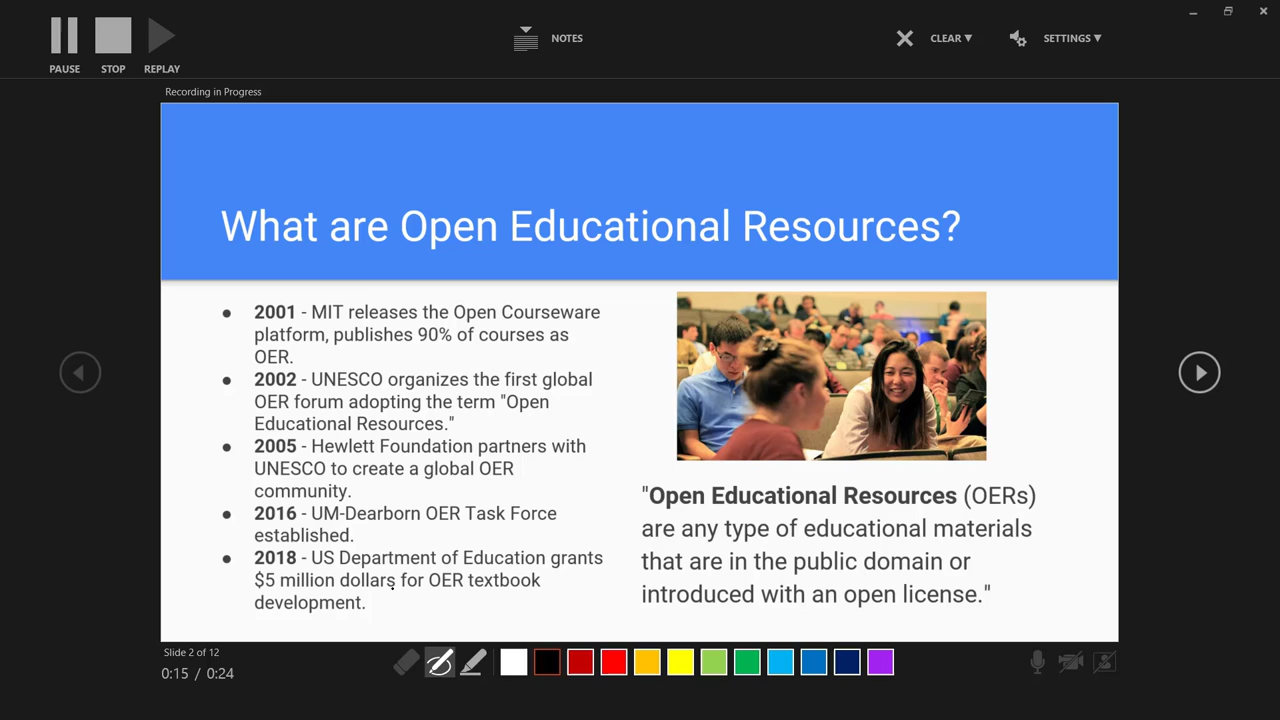 NOTES
CLEAR ▼
SETTINGS ▼
PAUSE
STOP
REPLAY
Recording in Progress
What are Open Educational Resources?
● 2001 - MIT releases the Open Courseware
platform, publishes 90% of courses as
OER.
● 2002 - UNESCO organizes the first global
OER forum adopting the term "Open
Educational Resources."
● 2005 - Hewlett Foundation partners with
UNESCO to create a global OER
community.
● 2016 - UM-Dearborn OER Task Force
established.
● 2018 - US Department of Education grants
$5 million dollars for OER textbook
development.
"Open Educational Resources (OERs)
are any type of educational materials
that are in the public domain or
introduced with an open license."
Slide 2 of 12
0:15 / 0:24